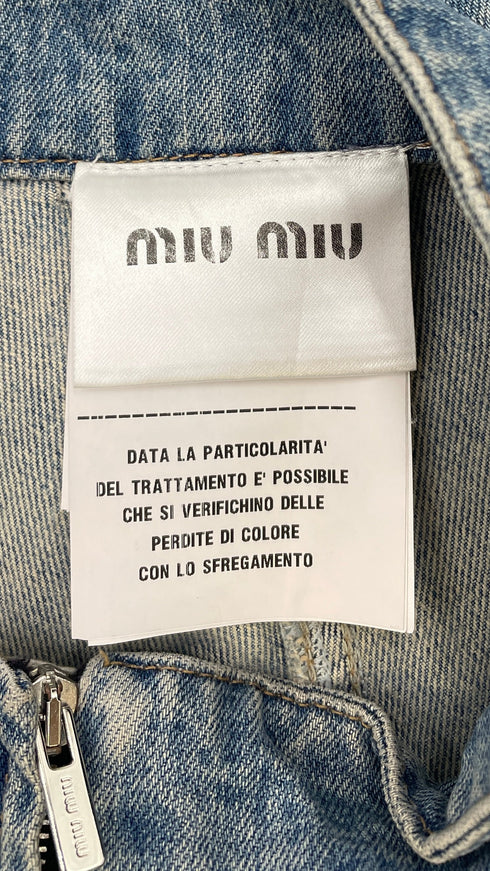 MIU MIU
DATA LA PARTICOLARITA'
DEL TRATTAMENTO E' POSSIBILE
CHE SI VERIFICHINO DELLE
PERDITE DI COLORE
CON LO SFREGAMENTO
MIU MIU